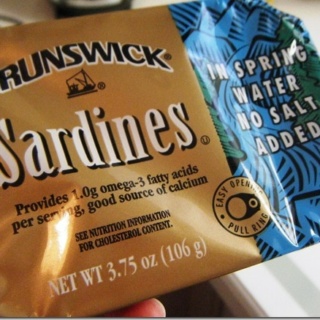 RUNSWICK®
Sardines
Provides 1.0g omega-3 fatty acids
per serving, good source of calcium
SEE NUTRITION INFORMATION
FOR CHOLESTEROL CONTENT.
NET WT 3.75 oz (106 g)
IN SPRING
WATER
NO SALT
ADDED
EASY OPENING
PULL RING